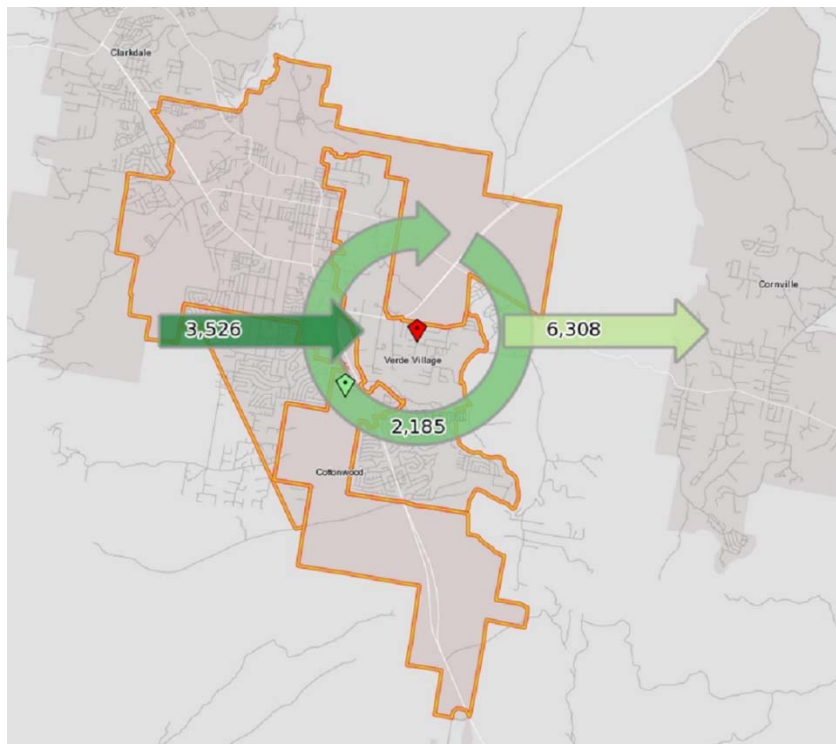 Clarkdale
Cornville
3,526
6,308
Verde Village
2,185
Cottonwood